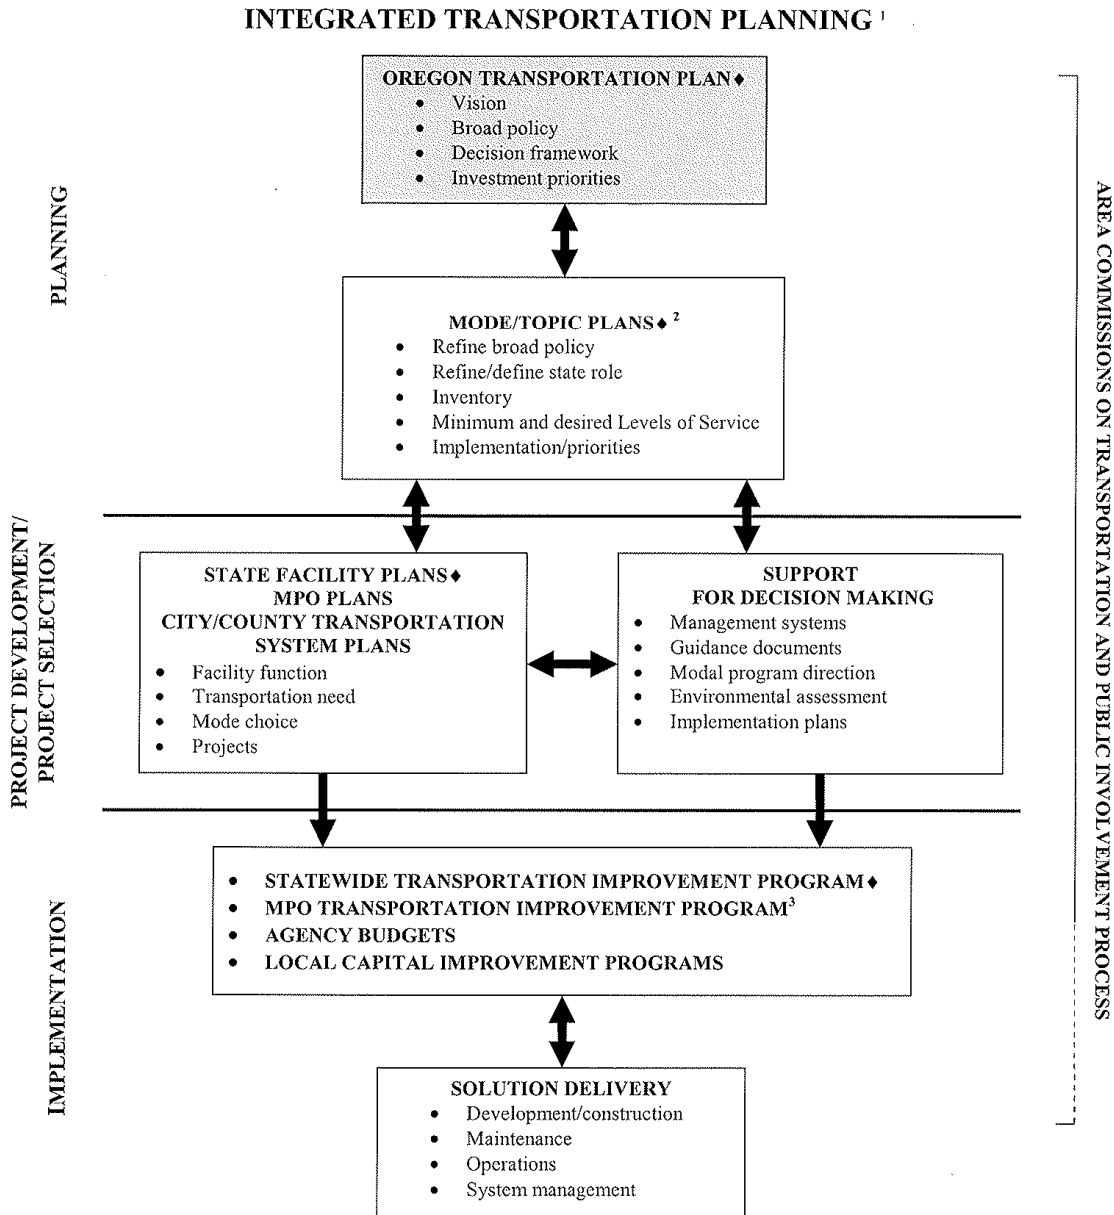 INTEGRATED TRANSPORTATION PLANNING ¹
OREGON TRANSPORTATION PLAN♦
• Vision
• Broad policy
• Decision framework
• Investment priorities
PLANNING
MODE/TOPIC PLANS♦ ²
• Refine broad policy
• Refine/define state role
• Inventory
• Minimum and desired Levels of Service
• Implementation/priorities
PROJECT DEVELOPMENT/
PROJECT SELECTION
STATE FACILITY PLANS♦
MPO PLANS
CITY/COUNTY TRANSPORTATION
SYSTEM PLANS
• Facility function
• Transportation need
• Mode choice
• Projects
SUPPORT
FOR DECISION MAKING
• Management systems
• Guidance documents
• Modal program direction
• Environmental assessment
• Implementation plans
IMPLEMENTATION
• STATEWIDE TRANSPORTATION IMPROVEMENT PROGRAM♦
• MPO TRANSPORTATION IMPROVEMENT PROGRAM³
• AGENCY BUDGETS
• LOCAL CAPITAL IMPROVEMENT PROGRAMS
SOLUTION DELIVERY
• Development/construction
• Maintenance
• Operations
• System management
AREA COMMISSIONS ON TRANSPORTATION AND PUBLIC INVOLVEMENT PROCESS